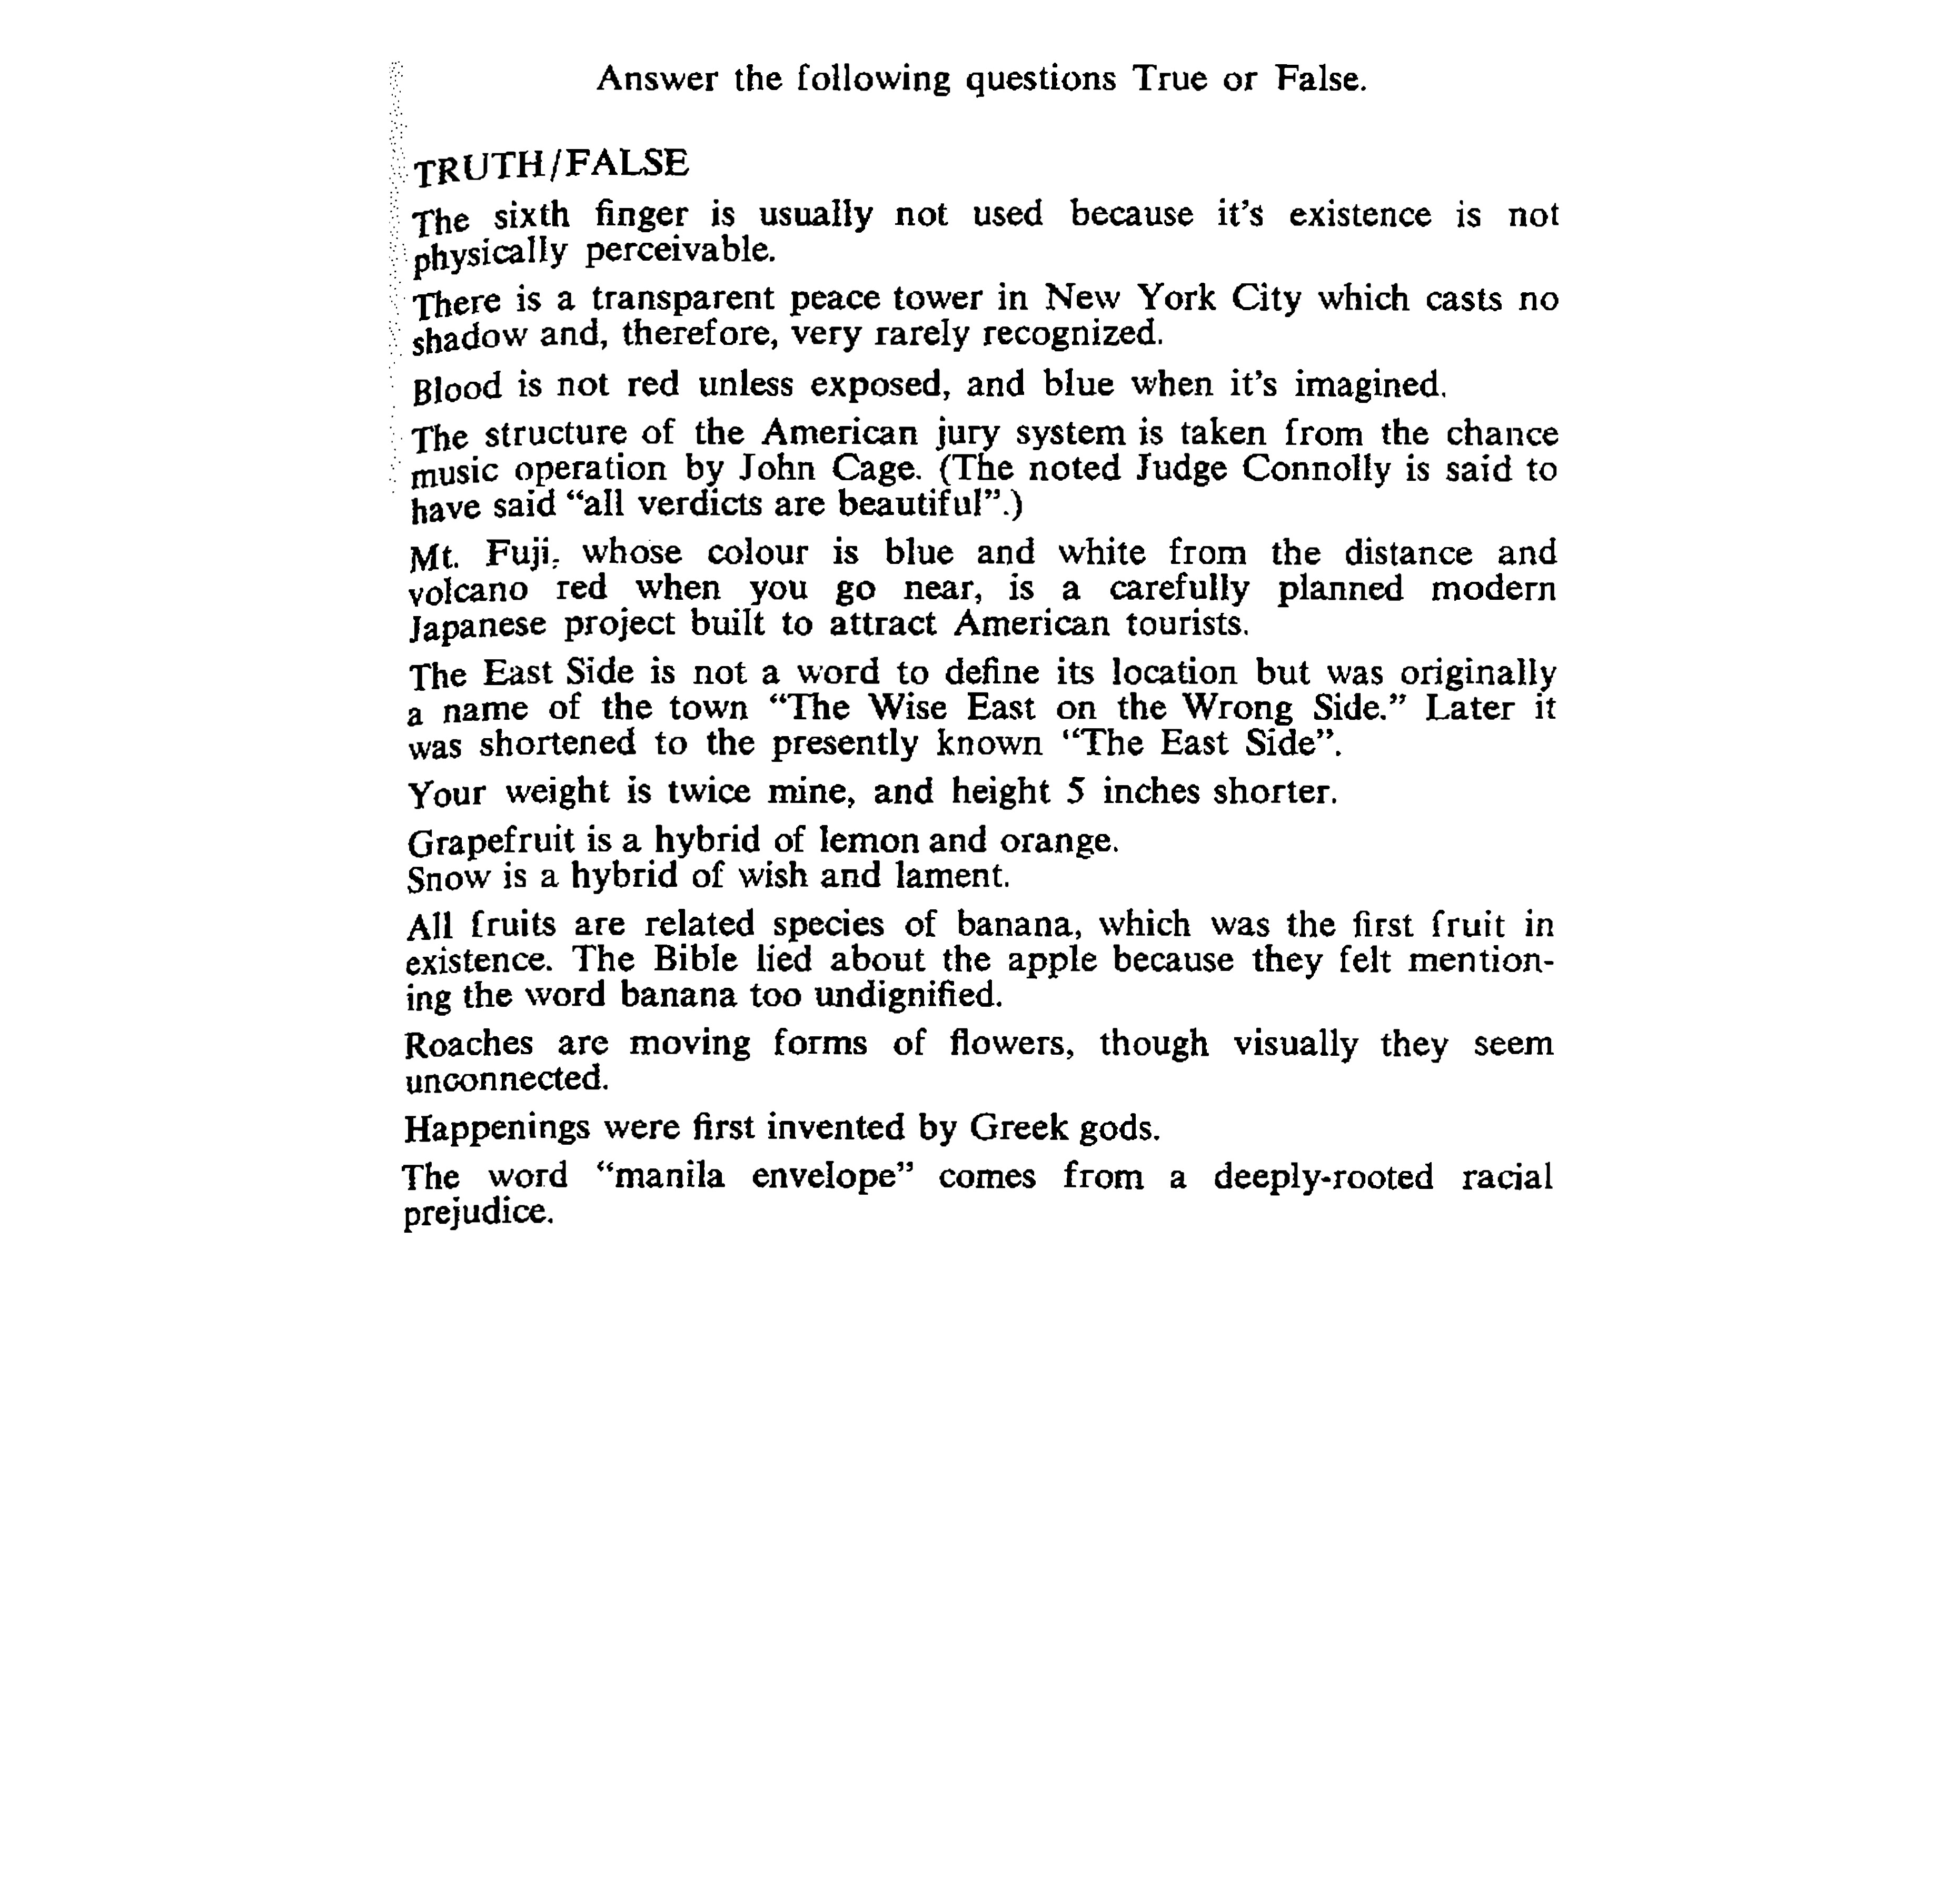 Answer the following questions True or False.
TRUTH/FALSE
The sixth finger is usually not used because it's existence is not
physically perceivable.
There is a transparent peace tower in New York City which casts no
shadow and, therefore, very rarely recognized.
Blood is not red unless exposed, and blue when it's imagined.
The structure of the American jury system is taken from the chance
music operation by John Cage. (The noted Judge Connolly is said to
have said “all verdicts are beautiful”.)
Mt. Fuji, whose colour is blue and white from the distance and
volcano red when you go near, is a carefully planned modern
Japanese project built to attract American tourists.
The East Side is not a word to define its location but was originally
a name of the town “The Wise East on the Wrong Side.” Later it
was shortened to the presently known “The East Side”.
Your weight is twice mine, and height 5 inches shorter.
Grapefruit is a hybrid of lemon and orange.
Snow is a hybrid of wish and lament.
All fruits are related species of banana, which was the first fruit in
existence. The Bible lied about the apple because they felt mention-
ing the word banana too undignified.
Roaches are moving forms of flowers, though visually they seem
unconnected.
Happenings were first invented by Greek gods.
The word “manila envelope” comes from a deeply-rooted racial
prejudice.